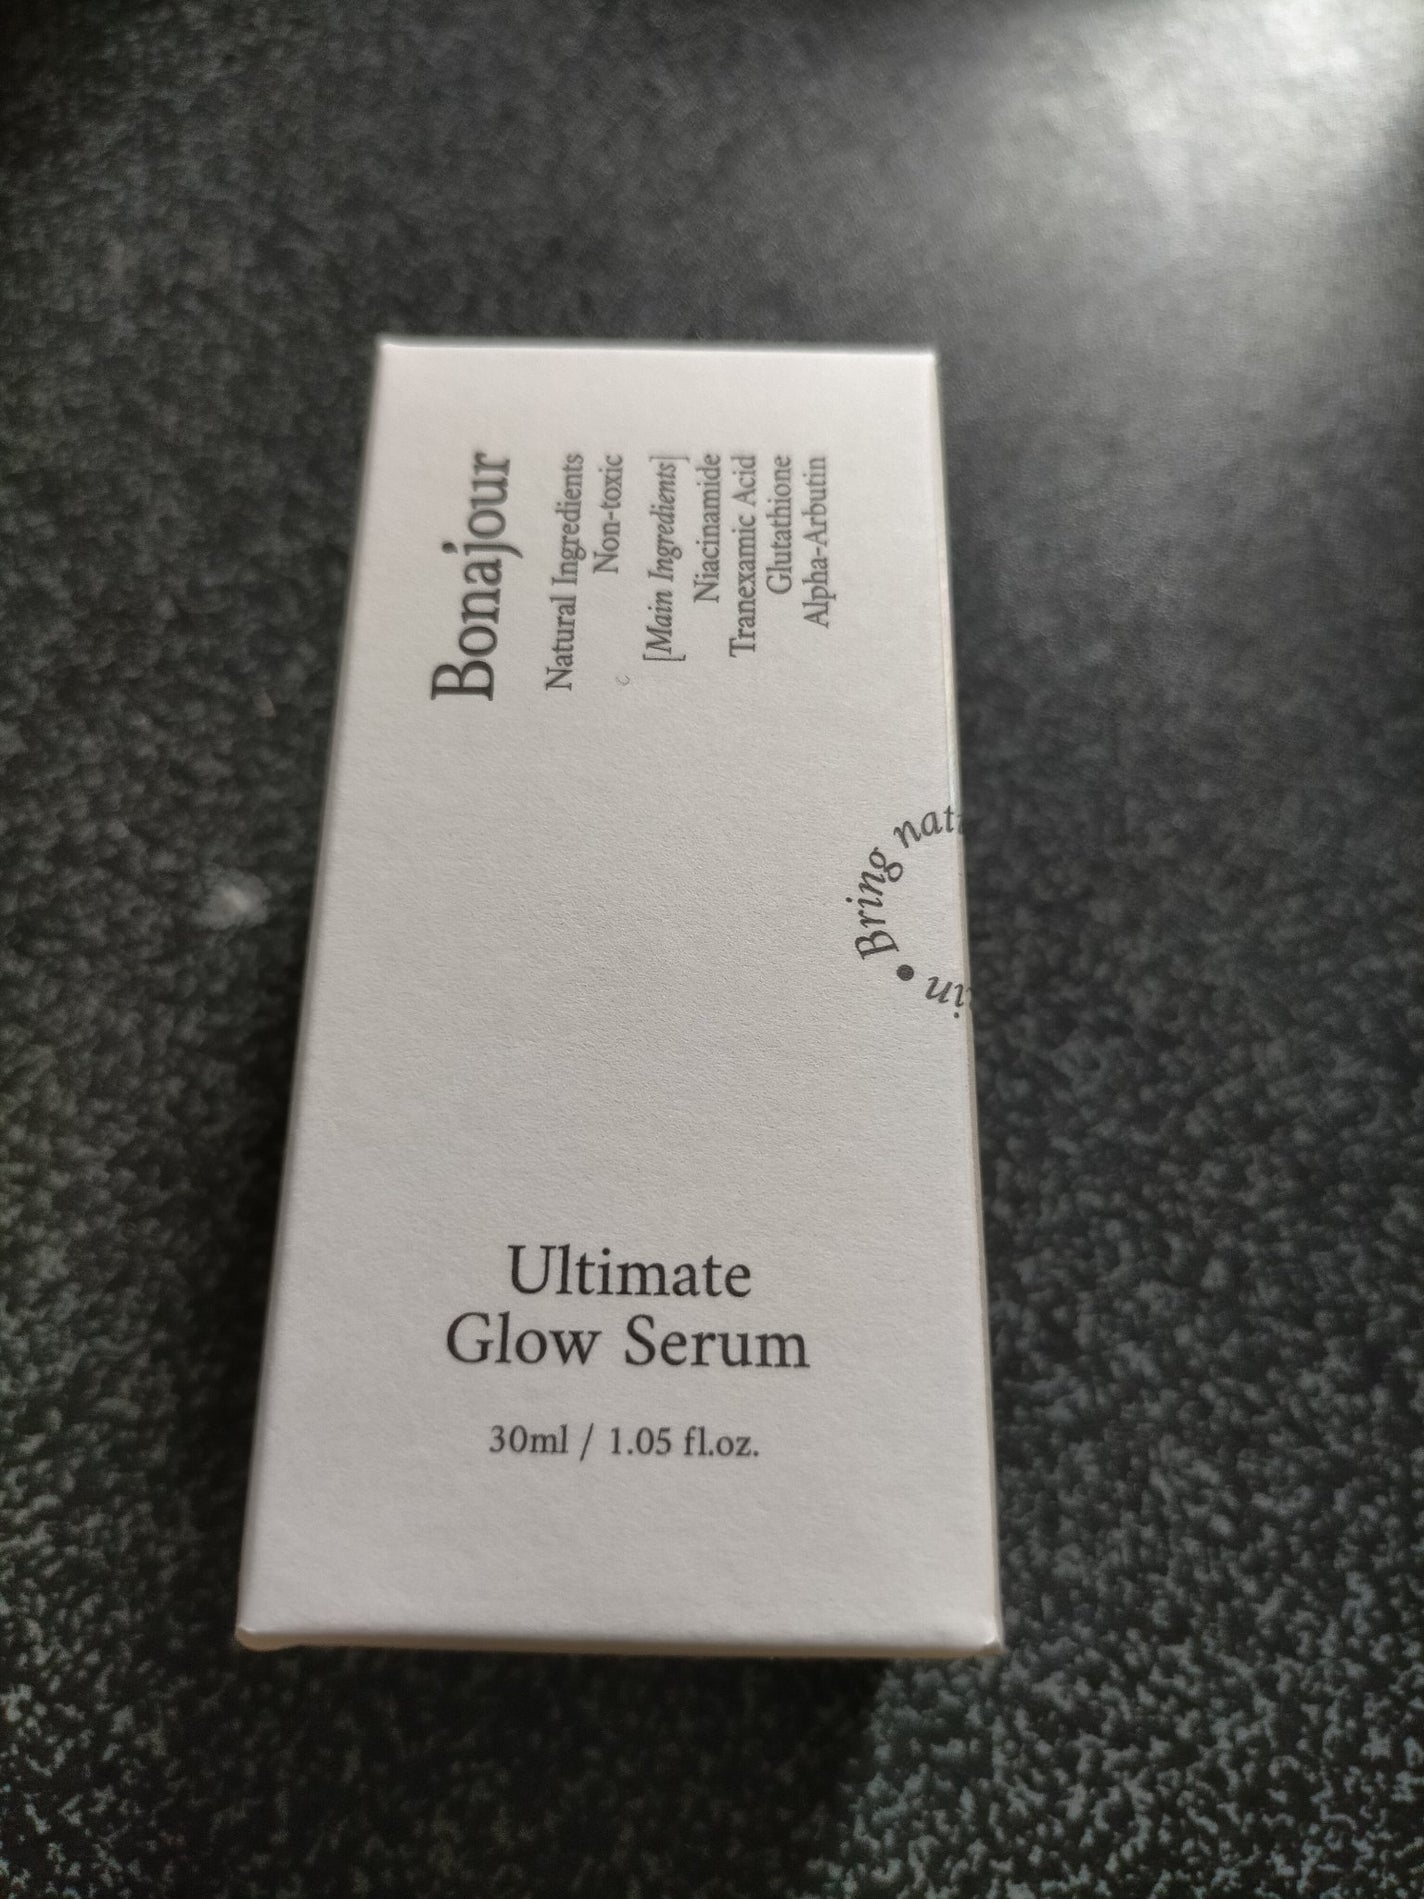 Bonajour
Natural Ingredients
Non-toxic
[Main Ingredients]
Niacinamide
Tranexamic Acid
Glutathione
Alpha-Arbutin
Bring
Ultimate
Glow Serum
30ml / 1.05 fl.oz.